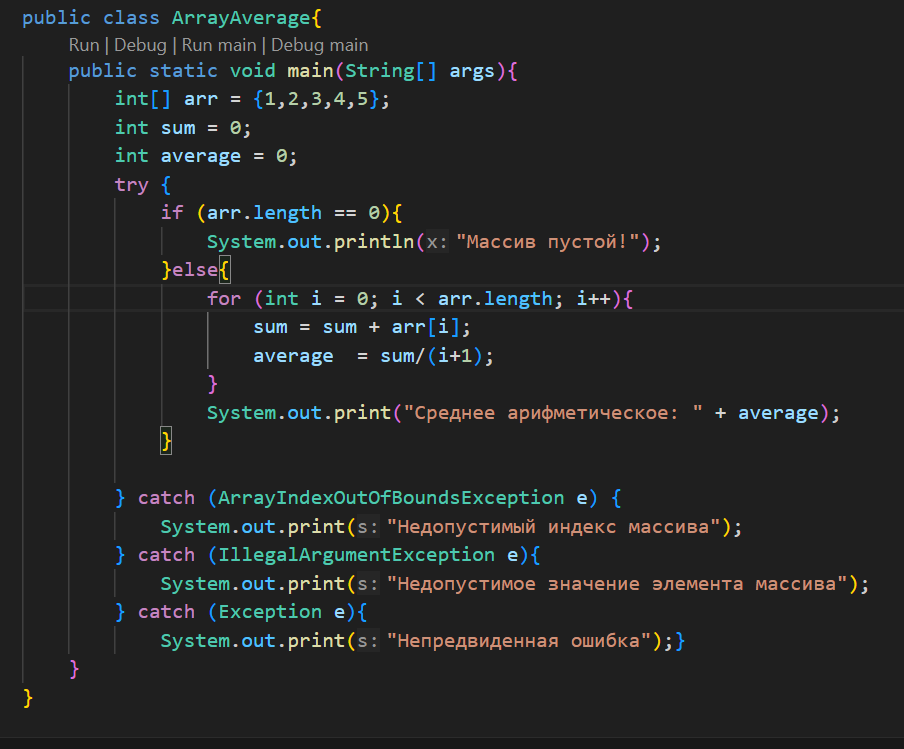 public class ArrayAverage{
Run | Debug | Run main | Debug main
public static void main(String[] args){
int[] arr = {1,2,3,4,5};
int sum = 0;
int average = 0;
try {
if (arr.length == 0){
System.out.println(x: "Массив пустой!");
}else{
for (int i = 0; i < arr.length; i++){
sum = sum + arr[i];
average  = sum/(i+1);
}
System.out.print("Среднее арифметическое: " + average);
}
} catch (ArrayIndexOutOfBoundsException e) {
System.out.print(s: "Недопустимый индекс массива");
} catch (IllegalArgumentException e){
System.out.print(s: "Недопустимое значение элемента массива");
} catch (Exception e){
System.out.print(s: "Непредвиденная ошибка");}
}
}